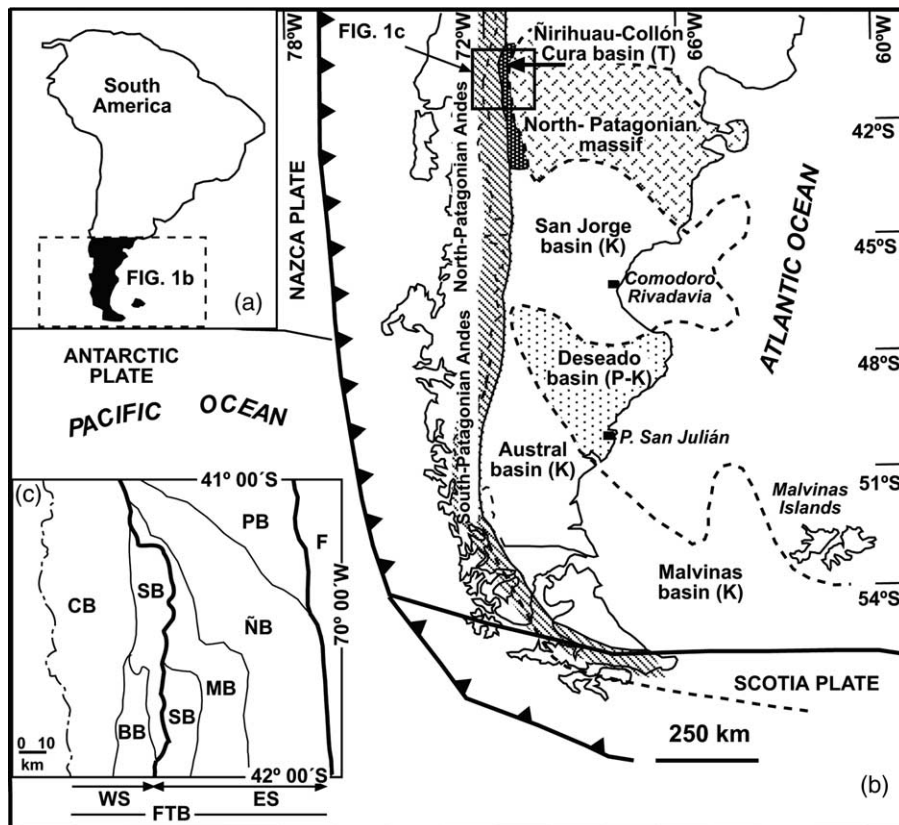 South
America
FIG. 1b
(a)
78ºW
72ºW
66ºW
60ºW
FIG. 1c
Ñirihuau-Collón
Cura basin (T)
North- Patagonian
massif
42ºS
NAZCA PLATE
North-Patagonian Andes
San Jorge
basin (K)
45ºS
Comodoro
Rivadavia
ATLANTIC OCEAN
ANTARCTIC
PLATE
PACIFIC OCEAN
48ºS
Deseado
basin (P-K)
South-Patagonian Andes
P. San Julián
Austral
basin (K)
51ºS
Malvinas
Islands
Malvinas
basin (K)
54ºS
SCOTIA PLATE
250 km
(b)
(c)
41º 00´S
PB
F
70º 00´W
CB
SB
ÑB
MB
SB
BB
0 10
km
42º 00´S
WS
ES
FTB